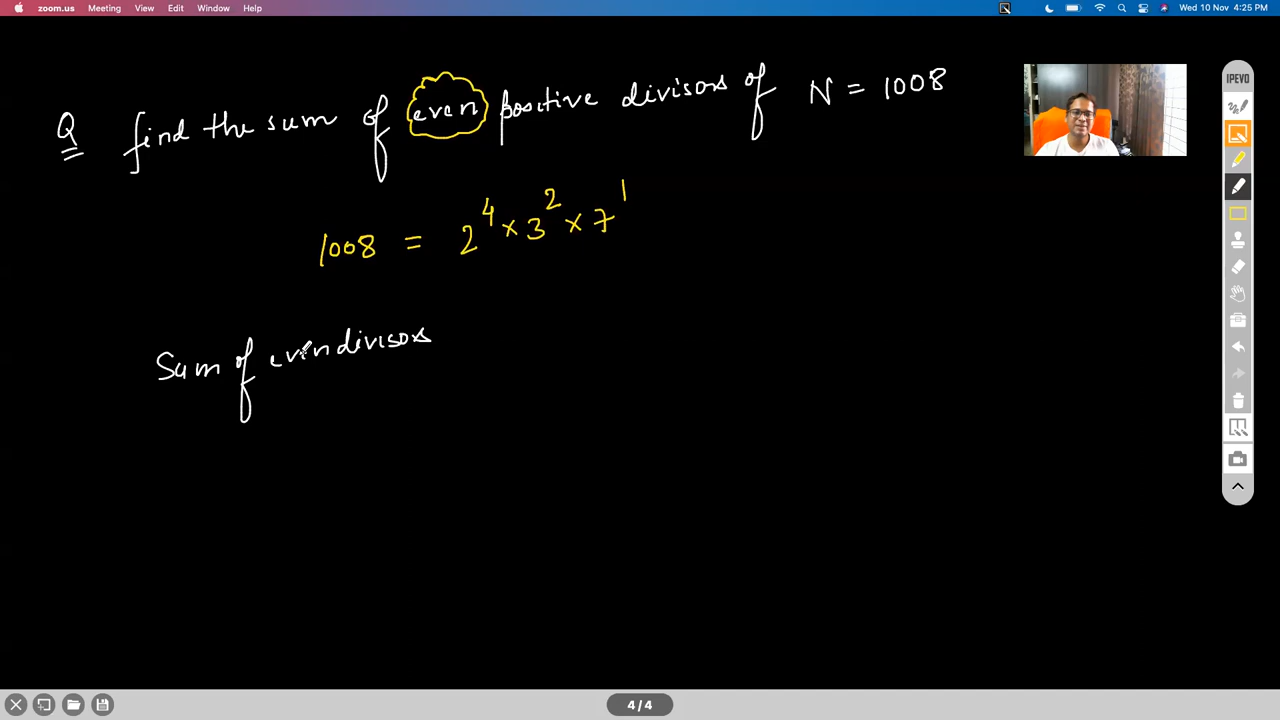 zoom.us Meeting View Edit Window Help Wed 10 Nov 4:25 PM
IPEVO
Q find the sum of even positive divisors of N = 1008
1008 = 2^4 × 3^2 × 7^1
Sum of even divisors
4/4